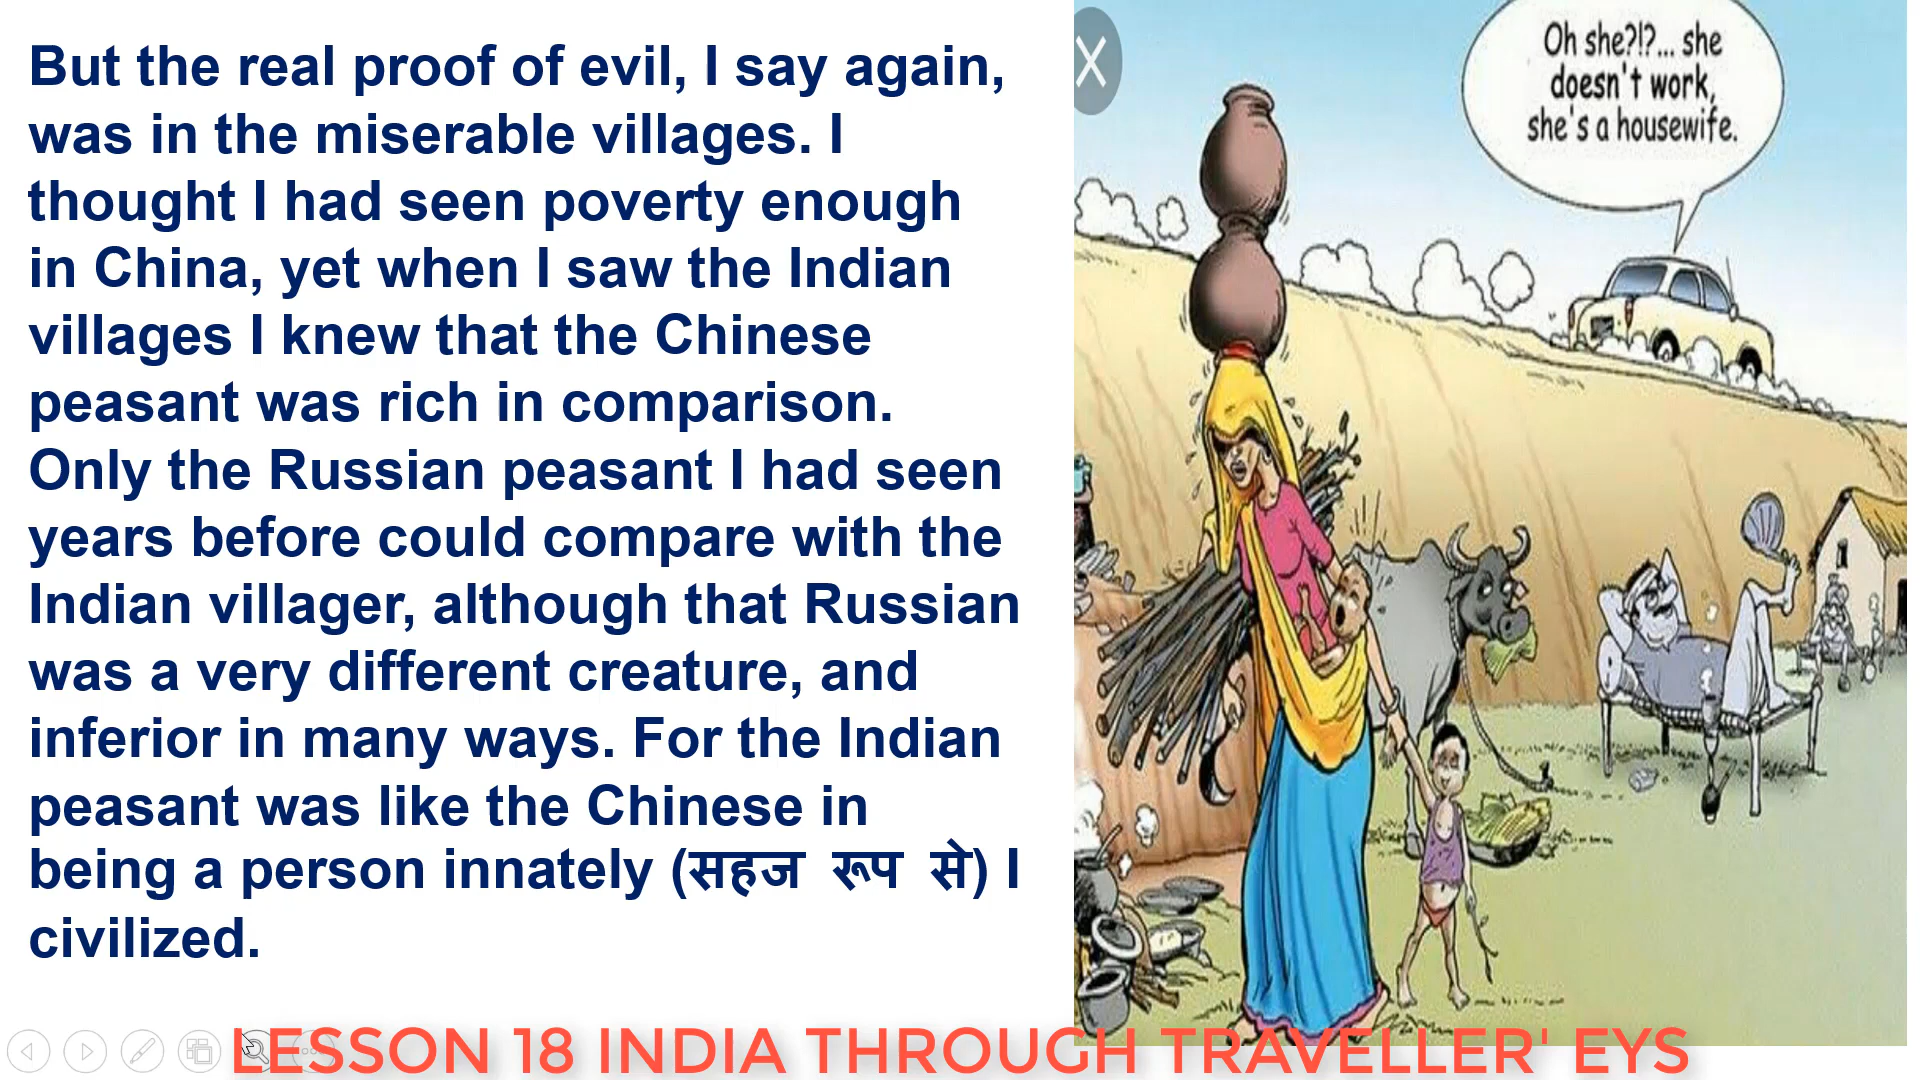 But the real proof of evil, I say again,
was in the miserable villages. I
thought I had seen poverty enough
in China, yet when I saw the Indian
villages I knew that the Chinese
peasant was rich in comparison.
Only the Russian peasant I had seen
years before could compare with the
Indian villager, although that Russian
was a very different creature, and
inferior in many ways. For the Indian
peasant was like the Chinese in
being a person innately (सहज रूप से) I
civilized.
X
Oh she?!?... she
doesn't work,
she's a housewife.
LESSON 18 INDIA THROUGH TRAVELLER' EYS